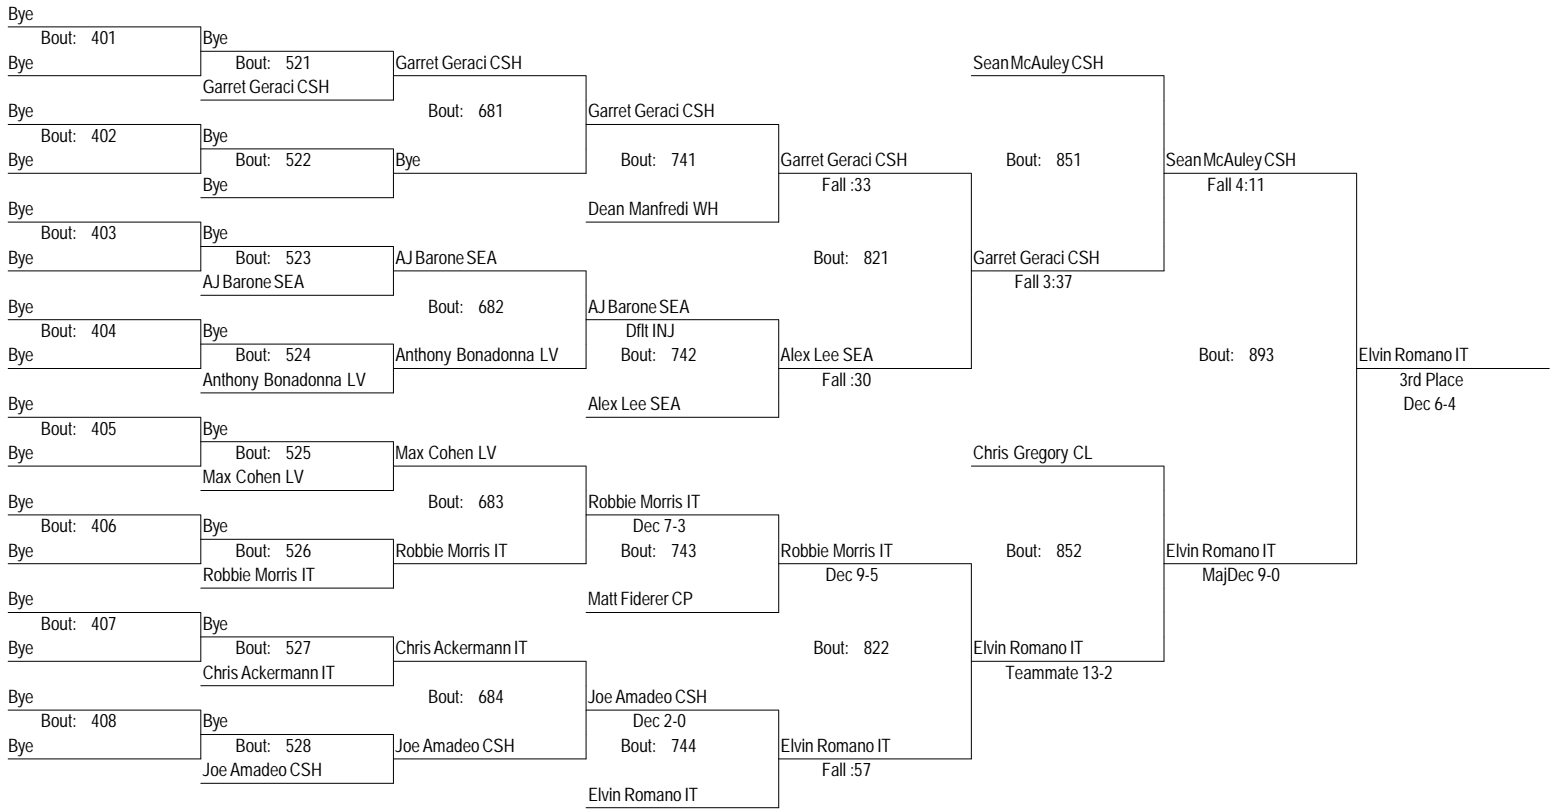 Bye
Bout: 401
Bye
Bye
Bout: 521
Garret Geraci CSH
Garret Geraci CSH
Sean McAuley CSH
Bye
Bout: 681
Garret Geraci CSH
Bout: 402
Bye
Bye
Bout: 522
Bye
Bout: 741
Garret Geraci CSH
Bout: 851
Sean McAuley CSH
Bye
Fall :33
Fall 4:11
Bye
Dean Manfredi WH
Bout: 403
Bye
Bye
Bout: 523
AJ Barone SEA
Bout: 821
Garret Geraci CSH
AJ Barone SEA
Fall 3:37
Bye
Bout: 682
AJ Barone SEA
Bout: 404
Bye
Dflt INJ
Bye
Bout: 524
Anthony Bonadonna LV
Bout: 742
Alex Lee SEA
Bout: 893
Elvin Romano IT
Anthony Bonadonna LV
Fall :30
3rd Place
Bye
Alex Lee SEA
Dec 6-4
Bout: 405
Bye
Bye
Bout: 525
Max Cohen LV
Chris Gregory CL
Max Cohen LV
Bye
Bout: 683
Robbie Morris IT
Bout: 406
Bye
Dec 7-3
Bye
Bout: 526
Robbie Morris IT
Bout: 743
Robbie Morris IT
Bout: 852
Elvin Romano IT
Robbie Morris IT
Dec 9-5
MajDec 9-0
Bye
Matt Fiderer CP
Bout: 407
Bye
Bye
Bout: 527
Chris Ackermann IT
Bout: 822
Elvin Romano IT
Chris Ackermann IT
Teammate 13-2
Bye
Bout: 684
Joe Amadeo CSH
Bout: 408
Bye
Dec 2-0
Bye
Bout: 528
Joe Amadeo CSH
Bout: 744
Elvin Romano IT
Joe Amadeo CSH
Fall :57
Elvin Romano IT